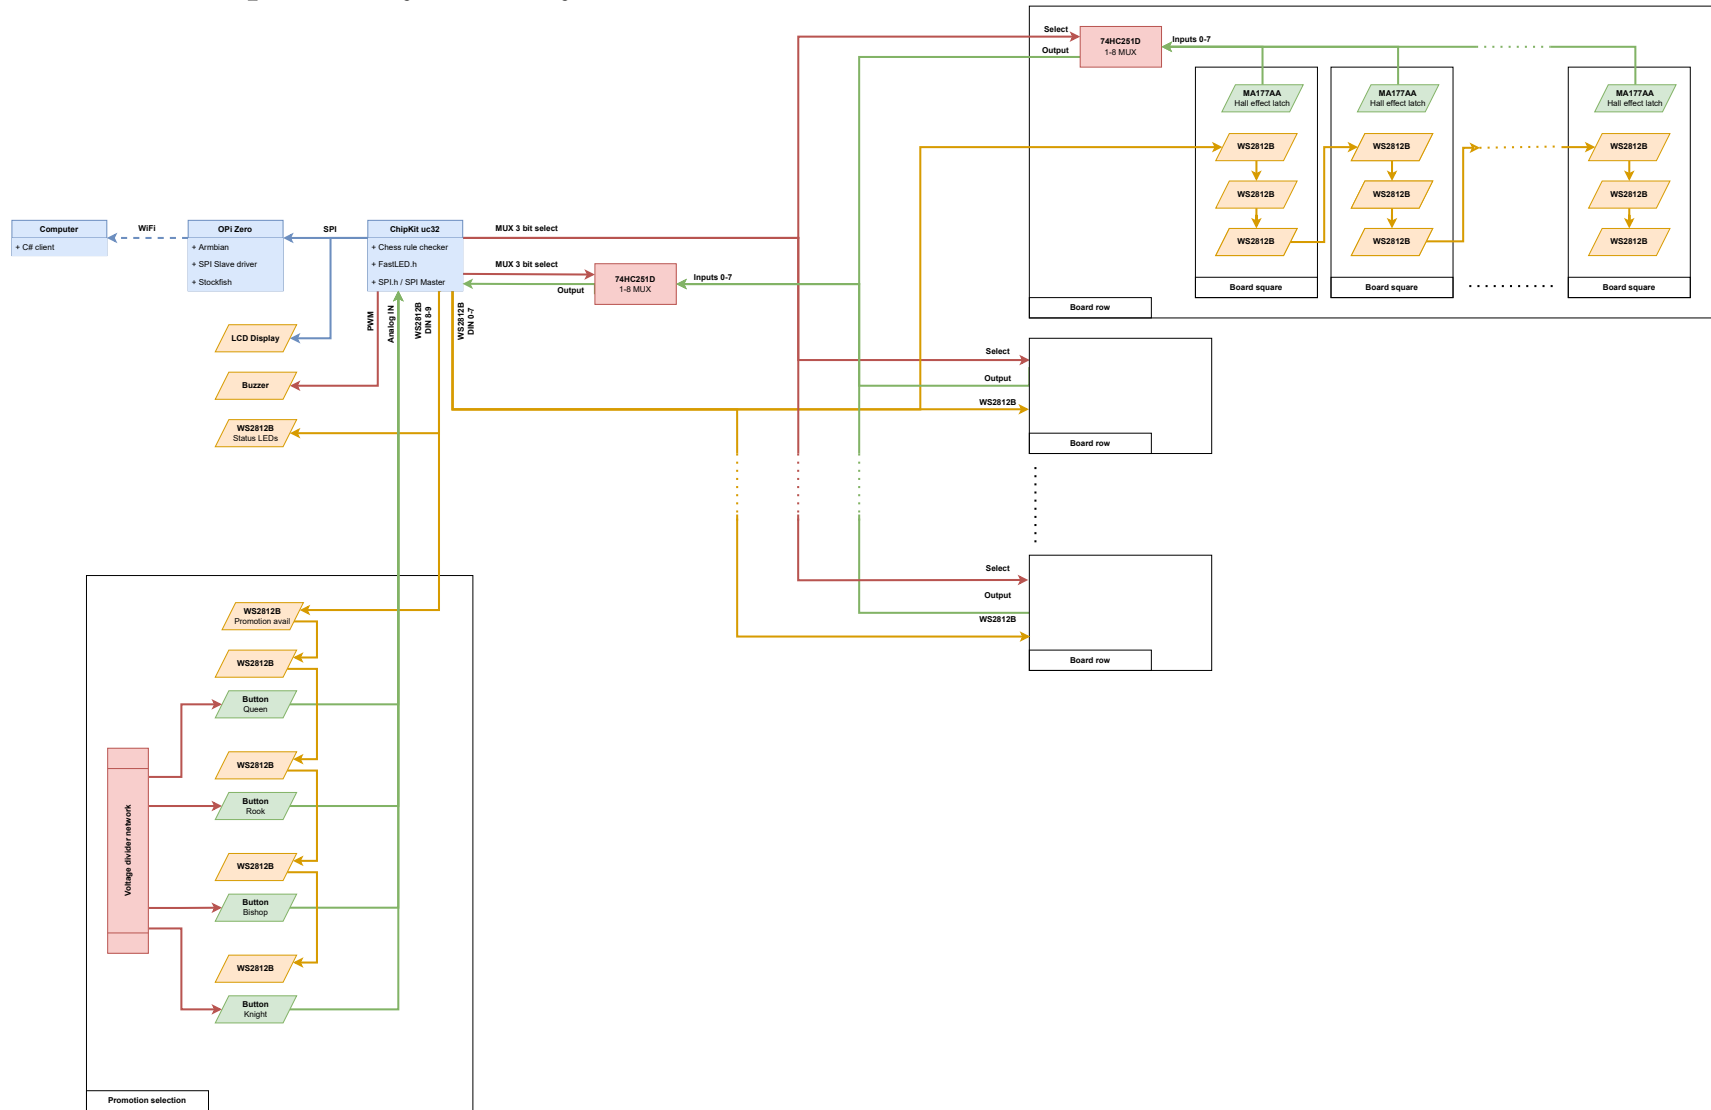 Select
74HC251D
1-8 MUX
Inputs 0-7
Output
MA177AA
Hall effect latch
MA177AA
Hall effect latch
MA177AA
Hall effect latch
WS2812B
WS2812B
WS2812B
WS2812B
WS2812B
WS2812B
WS2812B
WS2812B
WS2812B
Board square
Board square
Board square
Board row
Computer
+ C# client
WiFi
OPi Zero
+ Armbian
+ SPI Slave driver
+ Stockfish
SPI
ChipKit uc32
+ Chess rule checker
+ FastLED.h
+ SPI.h / SPI Master
MUX 3 bit select
MUX 3 bit select
Output
74HC251D
1-8 MUX
Inputs 0-7
PWM
Analog IN
WS2812B
DIN 8-9
WS2812B
DIN 0-7
LCD Display
Buzzer
WS2812B
Status LEDs
Select
Output
WS2812B
Board row
Select
Output
WS2812B
Board row
WS2812B
Promotion avail
WS2812B
Button
Queen
WS2812B
Button
Rook
WS2812B
Button
Bishop
WS2812B
Button
Knight
Voltage divider network
Promotion selection